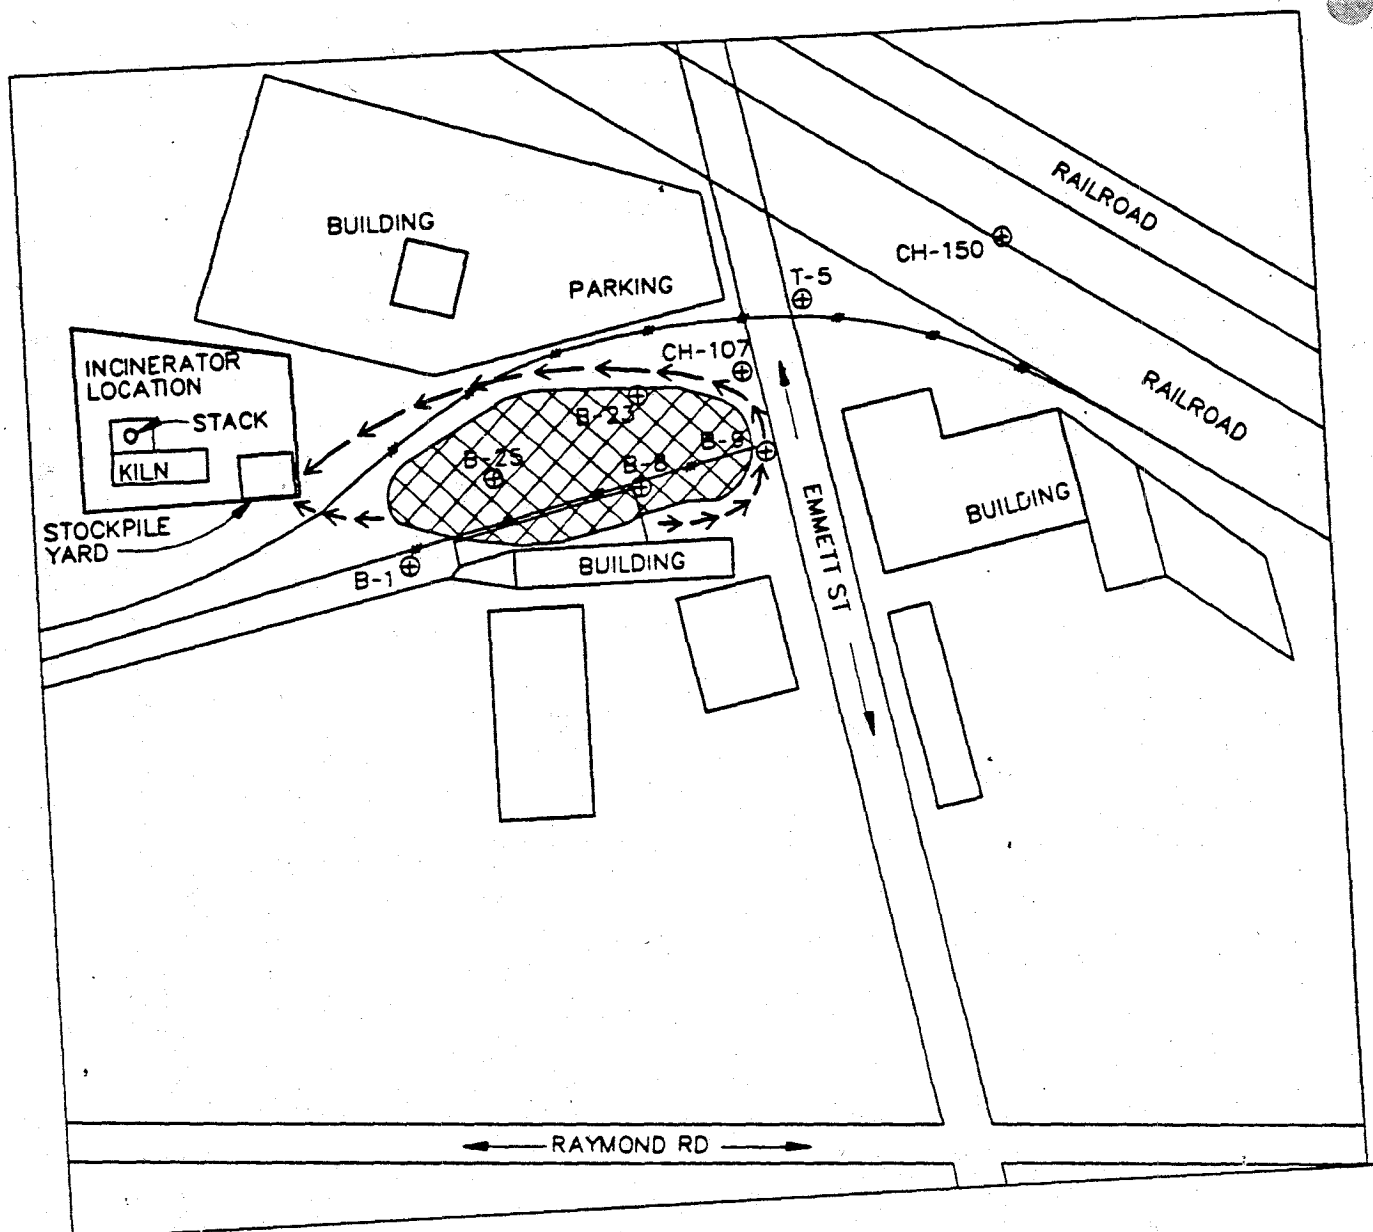 RAILROAD
BUILDING
CH-150
T-5
PARKING
CH-107
INCINERATOR
LOCATION
STACK
KILN
B-23
B-9
B-25
B-8
RAILROAD
EMMETT ST
BUILDING
STOCKPILE
YARD
B-1
BUILDING
RAYMOND RD